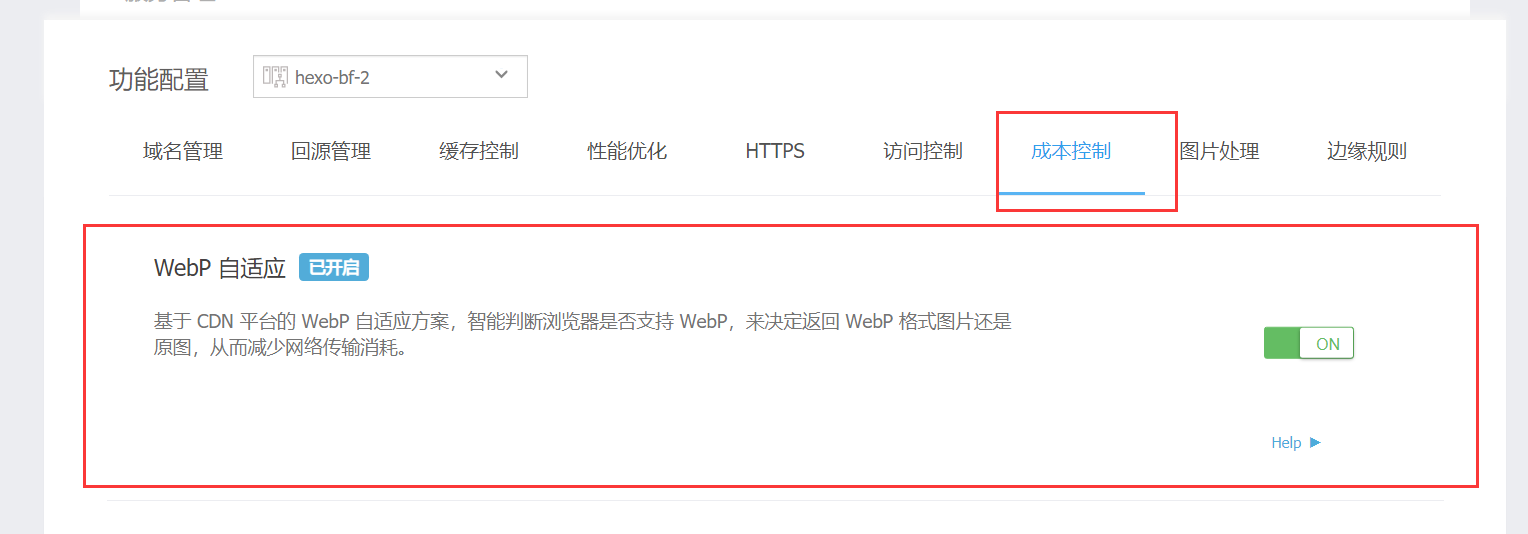 功能配置
hexo-bf-2
域名管理 回源管理 缓存控制 性能优化 HTTPS 访问控制 成本控制 图片处理 边缘规则
WebP 自适应 已开启
基于 CDN 平台的 WebP 自适应方案，智能判断浏览器是否支持 WebP，来决定返回 WebP 格式图片还是
原图，从而减少网络传输消耗。
ON
Help